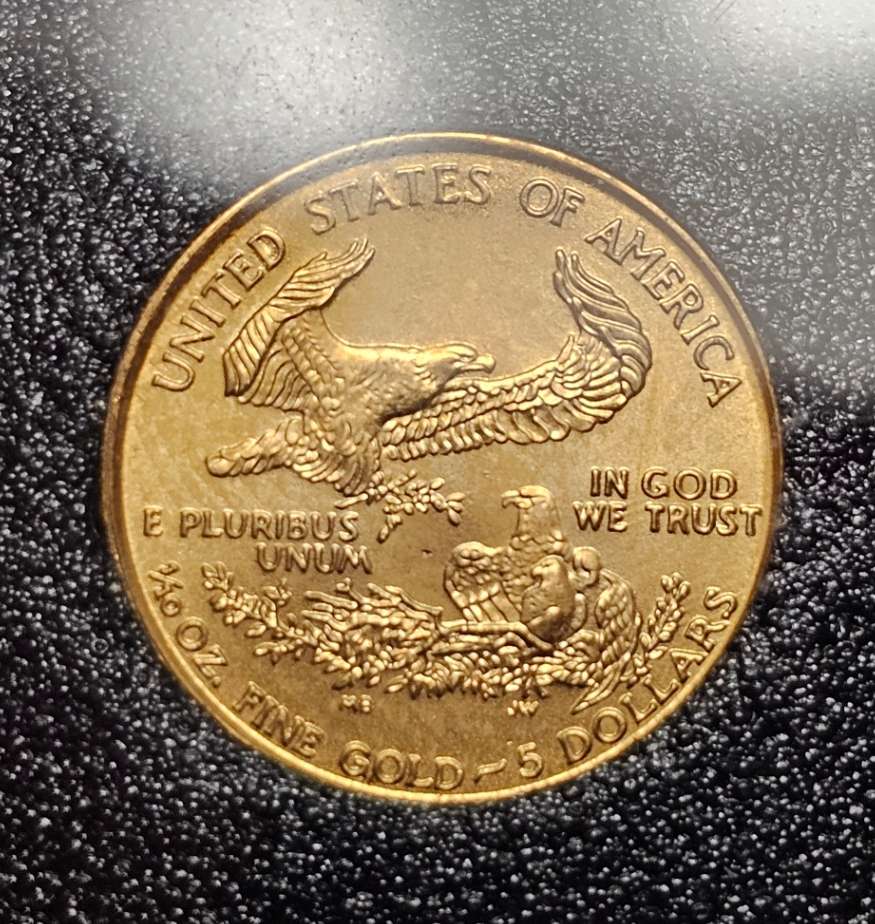 UNITED STATES OF AMERICA
E PLURIBUS
UNUM
IN GOD
WE TRUST
MB
JW
1/10 OZ. FINE GOLD~5 DOLLARS